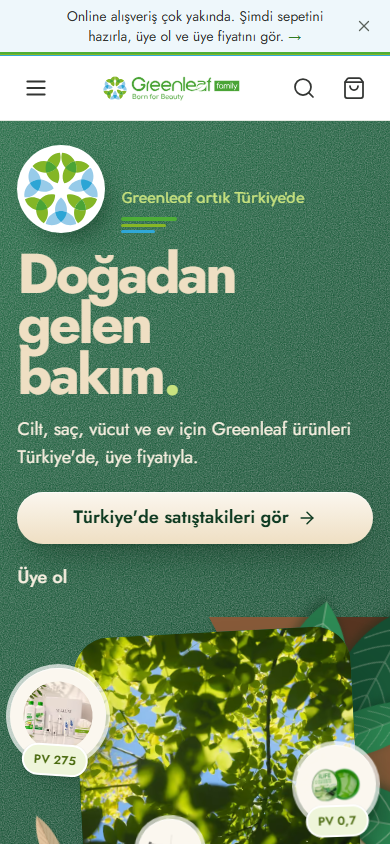 Online alışveriş çok yakında. Şimdi sepetini
hazırla, üye ol ve üye fiyatını gör. →
Greenleaf family
Born for Beauty
Greenleaf artık Türkiye'de
Doğadan
gelen
bakım.
Cilt, saç, vücut ve ev için Greenleaf ürünleri
Türkiye'de, üye fiyatıyla.
Türkiye'de satıştakileri gör →
Üye ol
PV 275
PV 0,7